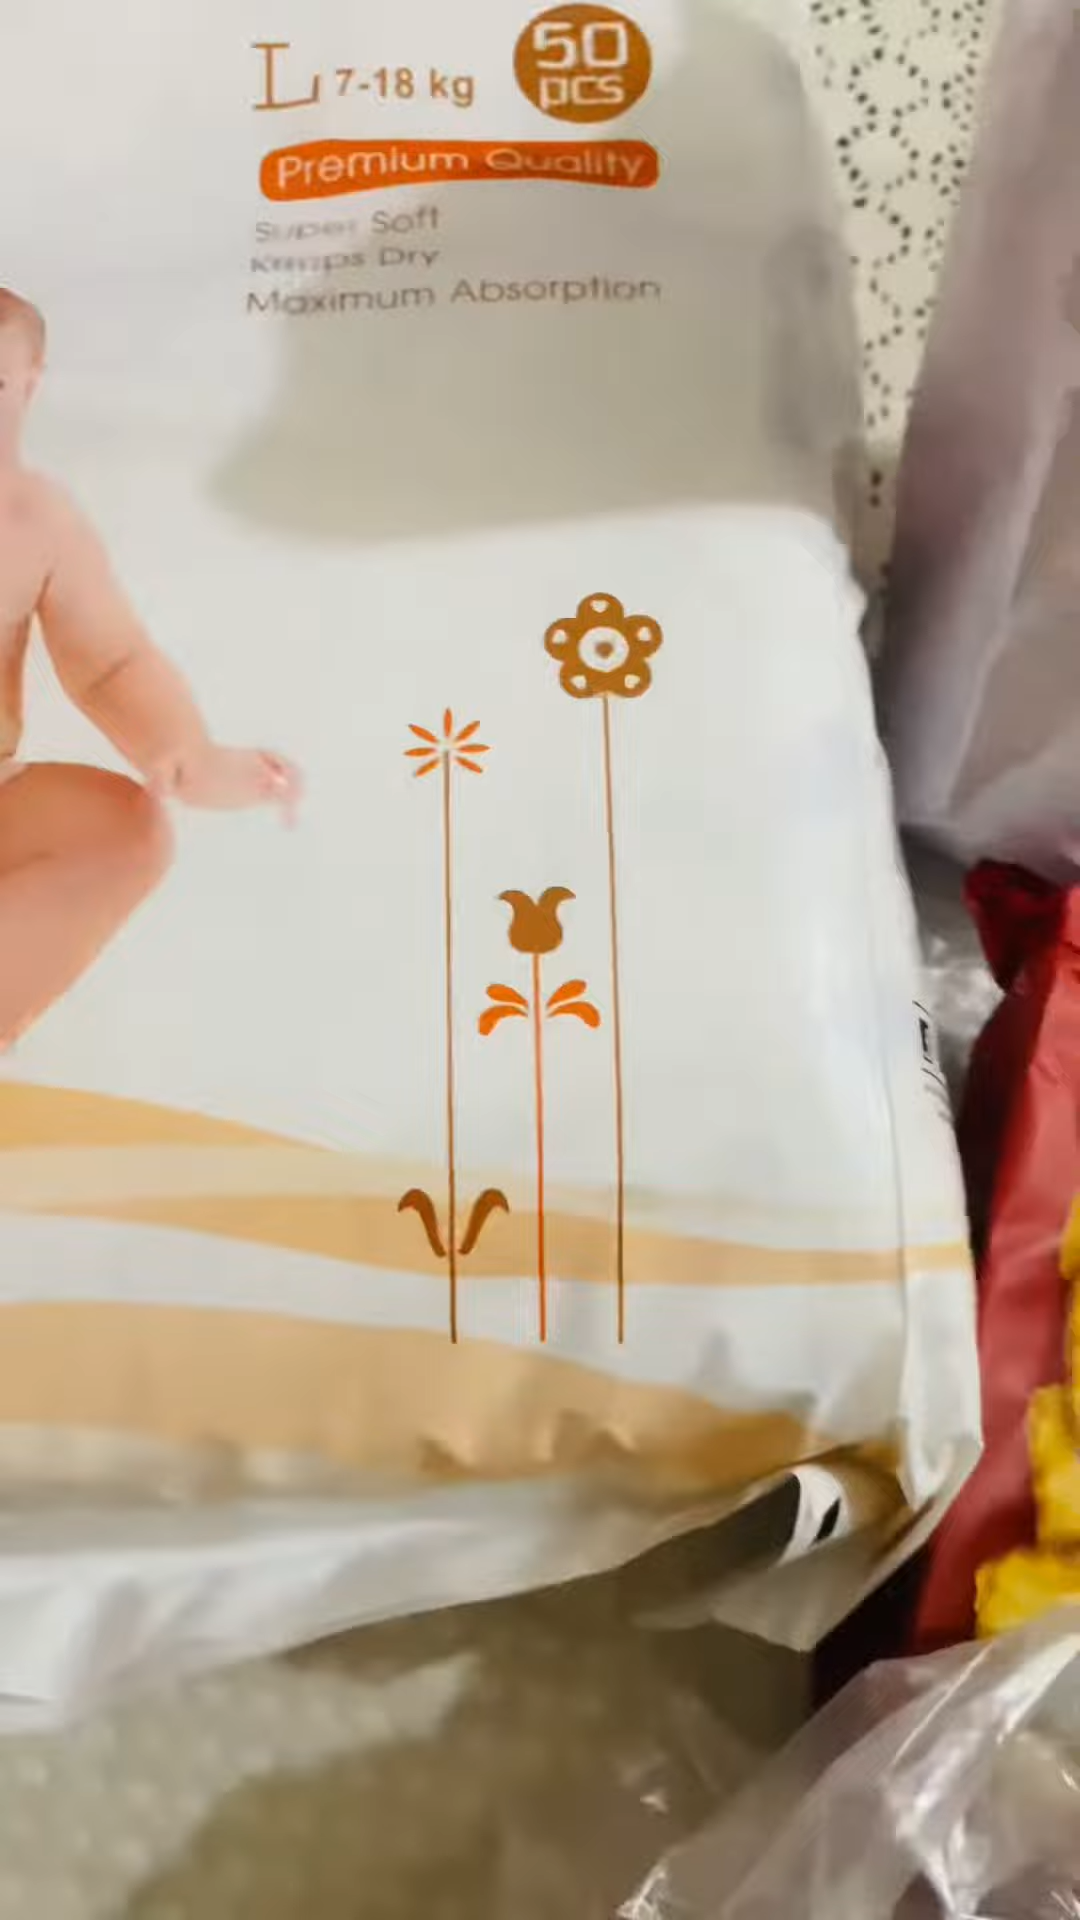 L 7-18 kg
50
pcs
Premium Quality
Super Soft
Keeps Dry
Maximum Absorption